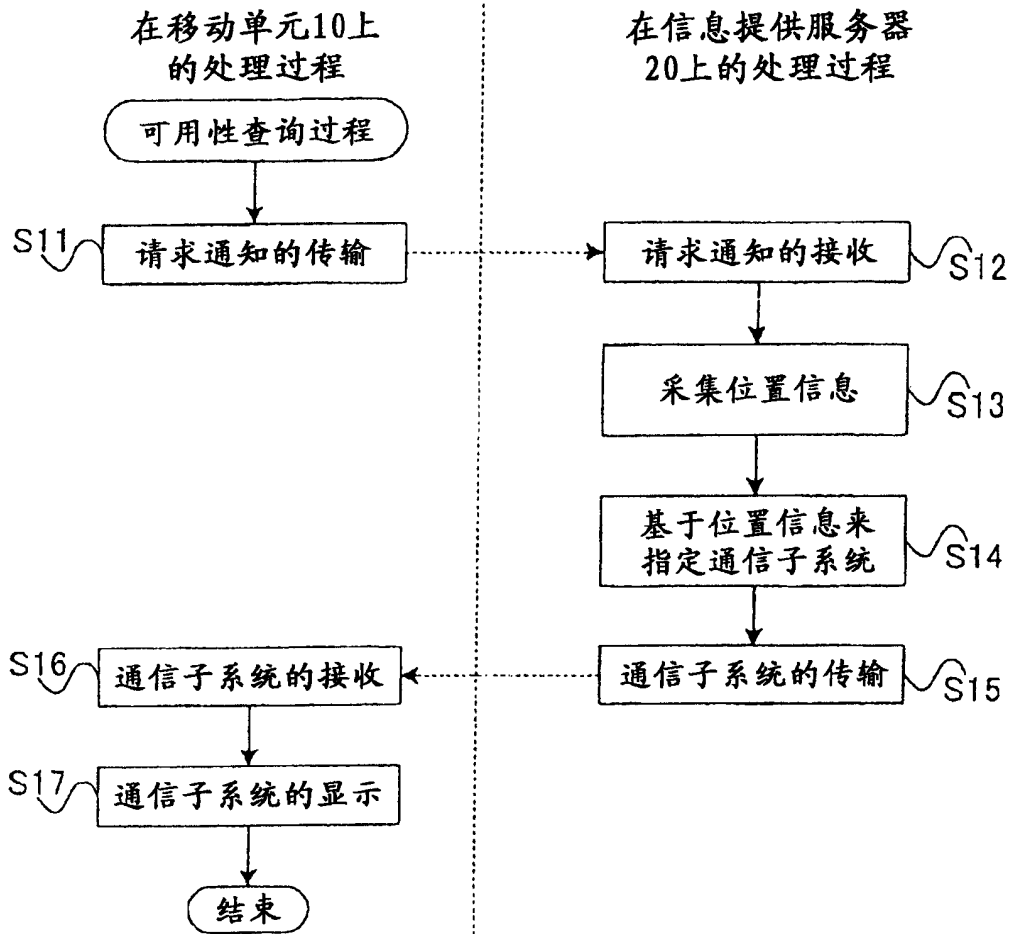 在移动单元10上
的处理过程
在信息提供服务器
20上的处理过程
可用性查询过程
S11
请求通知的传输
请求通知的接收
S12
采集位置信息
S13
基于位置信息来
指定通信子系统
S14
S16
通信子系统的接收
通信子系统的传输
S15
S17
通信子系统的显示
结束